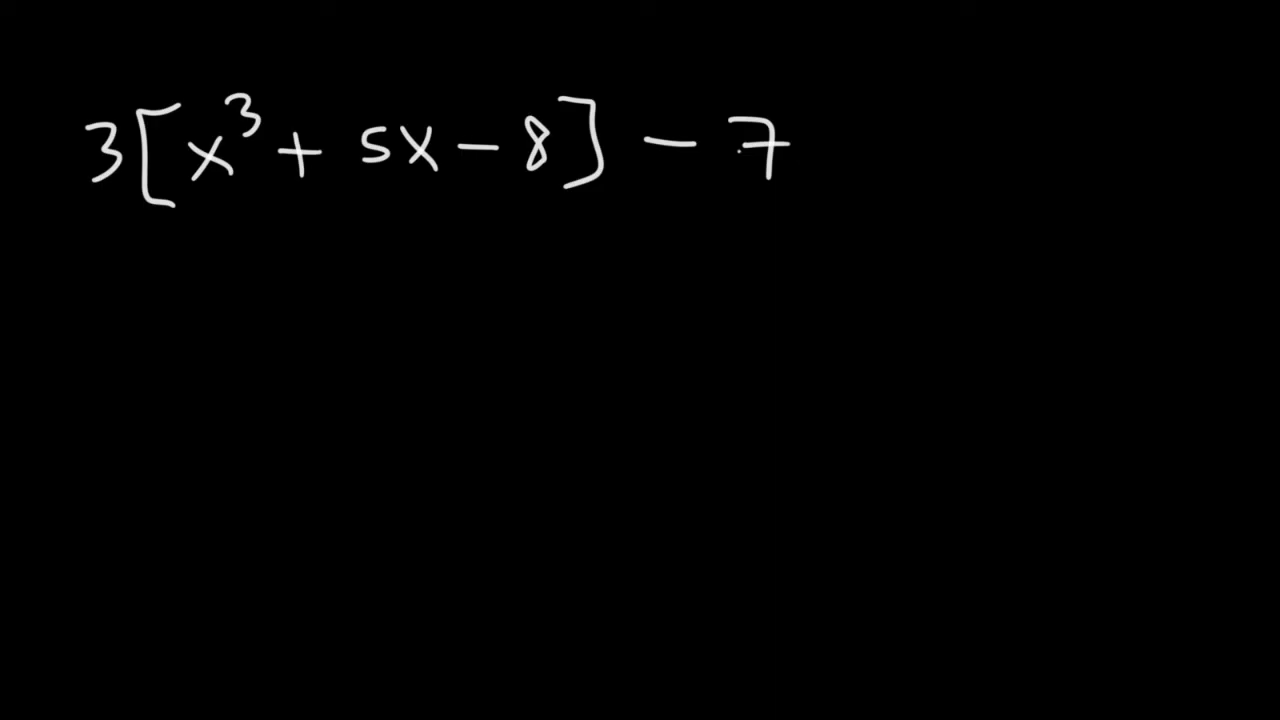 3[x³ + 5x − 8] − 7